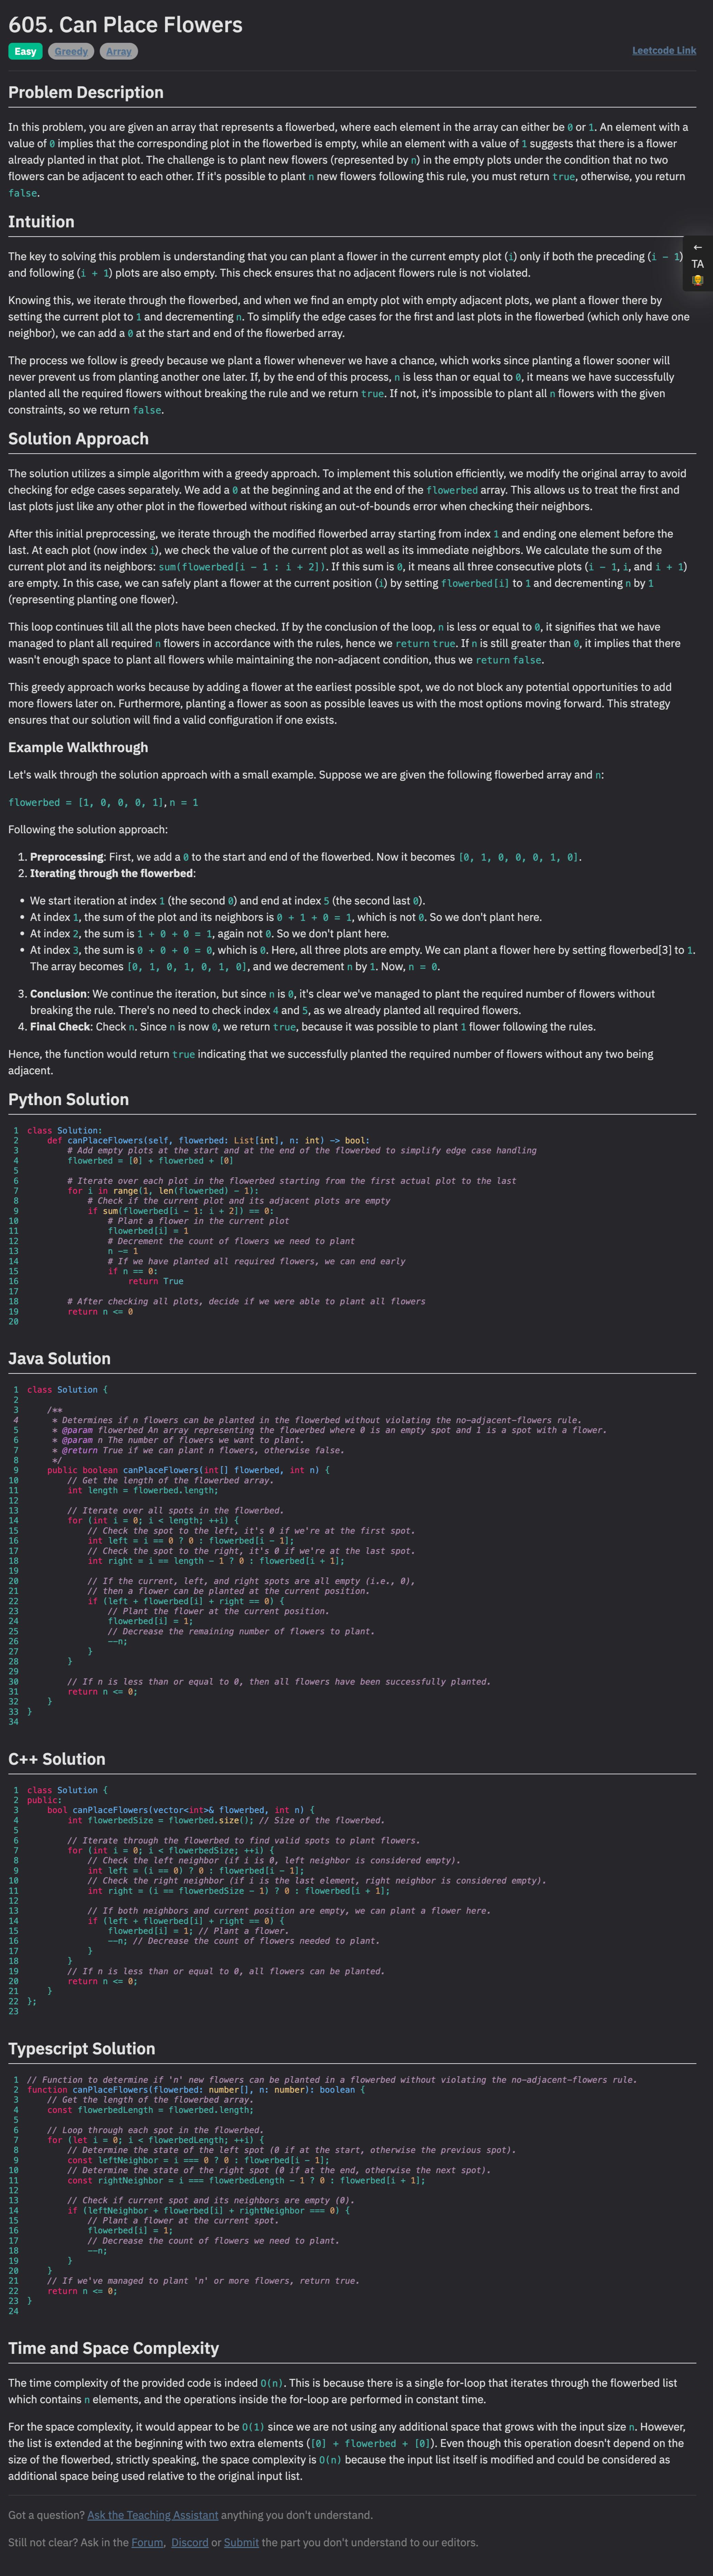 605. Can Place Flowers
Easy Greedy Array
Leetcode Link
Problem Description
In this problem, you are given an array that represents a flowerbed, where each element in the array can either be 0 or 1. An element with a
value of 0 implies that the corresponding plot in the flowerbed is empty, while an element with a value of 1 suggests that there is a flower
already planted in that plot. The challenge is to plant new flowers (represented by n) in the empty plots under the condition that no two
flowers can be adjacent to each other. If it's possible to plant n new flowers following this rule, you must return true, otherwise, you return
false.
Intuition
The key to solving this problem is understanding that you can plant a flower in the current empty plot (i) only if both the preceding (i - 1)
and following (i + 1) plots are also empty. This check ensures that no adjacent flowers rule is not violated.
←
TA
Knowing this, we iterate through the flowerbed, and when we find an empty plot with empty adjacent plots, we plant a flower there by
setting the current plot to 1 and decrementing n. To simplify the edge cases for the first and last plots in the flowerbed (which only have one
neighbor), we can add a 0 at the start and end of the flowerbed array.
The process we follow is greedy because we plant a flower whenever we have a chance, which works since planting a flower sooner will
never prevent us from planting another one later. If, by the end of this process, n is less than or equal to 0, it means we have successfully
planted all the required flowers without breaking the rule and we return true. If not, it's impossible to plant all n flowers with the given
constraints, so we return false.
Solution Approach
The solution utilizes a simple algorithm with a greedy approach. To implement this solution efficiently, we modify the original array to avoid
checking for edge cases separately. We add a 0 at the beginning and at the end of the flowerbed array. This allows us to treat the first and
last plots just like any other plot in the flowerbed without risking an out-of-bounds error when checking their neighbors.
After this initial preprocessing, we iterate through the modified flowerbed array starting from index 1 and ending one element before the
last. At each plot (now index i), we check the value of the current plot as well as its immediate neighbors. We calculate the sum of the
current plot and its neighbors: sum(flowerbed[i - 1 : i + 2]). If this sum is 0, it means all three consecutive plots (i - 1, i, and i + 1)
are empty. In this case, we can safely plant a flower at the current position (i) by setting flowerbed[i] to 1 and decrementing n by 1
(representing planting one flower).
This loop continues till all the plots have been checked. If by the conclusion of the loop, n is less or equal to 0, it signifies that we have
managed to plant all required n flowers in accordance with the rules, hence we return true. If n is still greater than 0, it implies that there
wasn't enough space to plant all flowers while maintaining the non-adjacent condition, thus we return false.
This greedy approach works because by adding a flower at the earliest possible spot, we do not block any potential opportunities to add
more flowers later on. Furthermore, planting a flower as soon as possible leaves us with the most options moving forward. This strategy
ensures that our solution will find a valid configuration if one exists.
Example Walkthrough
Let's walk through the solution approach with a small example. Suppose we are given the following flowerbed array and n:
flowerbed = [1, 0, 0, 0, 1], n = 1
Following the solution approach:
1. Preprocessing: First, we add a 0 to the start and end of the flowerbed. Now it becomes [0, 1, 0, 0, 0, 1, 0].
2. Iterating through the flowerbed:
• We start iteration at index 1 (the second 0) and end at index 5 (the second last 0).
• At index 1, the sum of the plot and its neighbors is 0 + 1 + 0 = 1, which is not 0. So we don't plant here.
• At index 2, the sum is 1 + 0 + 0 = 1, again not 0. So we don't plant here.
• At index 3, the sum is 0 + 0 + 0 = 0, which is 0. Here, all three plots are empty. We can plant a flower here by setting flowerbed[3] to 1.
The array becomes [0, 1, 0, 1, 0, 1, 0], and we decrement n by 1. Now, n = 0.
3. Conclusion: We continue the iteration, but since n is 0, it's clear we've managed to plant the required number of flowers without
breaking the rule. There's no need to check index 4 and 5, as we already planted all required flowers.
4. Final Check: Check n. Since n is now 0, we return true, because it was possible to plant 1 flower following the rules.
Hence, the function would return true indicating that we successfully planted the required number of flowers without any two being
adjacent.
Python Solution
1 class Solution:
2     def canPlaceFlowers(self, flowerbed: List[int], n: int) -> bool:
3         # Add empty plots at the start and at the end of the flowerbed to simplify edge case handling
4         flowerbed = [0] + flowerbed + [0]
5
6         # Iterate over each plot in the flowerbed starting from the first actual plot to the last
7         for i in range(1, len(flowerbed) - 1):
8             # Check if the current plot and its adjacent plots are empty
9             if sum(flowerbed[i - 1: i + 2]) == 0:
10                 # Plant a flower in the current plot
11                 flowerbed[i] = 1
12                 # Decrement the count of flowers we need to plant
13                 n -= 1
14                 # If we have planted all required flowers, we can end early
15                 if n == 0:
16                     return True
17
18         # After checking all plots, decide if we were able to plant all flowers
19         return n <= 0
20
Java Solution
1 class Solution {
2
3     /**
4      * Determines if n flowers can be planted in the flowerbed without violating the no-adjacent-flowers rule.
5      * @param flowerbed An array representing the flowerbed where 0 is an empty spot and 1 is a spot with a flower.
6      * @param n The number of flowers we want to plant.
7      * @return True if we can plant n flowers, otherwise false.
8      */
9     public boolean canPlaceFlowers(int[] flowerbed, int n) {
10         // Get the length of the flowerbed array.
11         int length = flowerbed.length;
12
13         // Iterate over all spots in the flowerbed.
14         for (int i = 0; i < length; ++i) {
15             // Check the spot to the left, it's 0 if we're at the first spot.
16             int left = i == 0 ? 0 : flowerbed[i - 1];
17             // Check the spot to the right, it's 0 if we're at the last spot.
18             int right = i == length - 1 ? 0 : flowerbed[i + 1];
19
20             // If the current, left, and right spots are all empty (i.e., 0),
21             // then a flower can be planted at the current position.
22             if (left + flowerbed[i] + right == 0) {
23                 // Plant the flower at the current position.
24                 flowerbed[i] = 1;
25                 // Decrease the remaining number of flowers to plant.
26                 --n;
27             }
28         }
29
30         // If n is less than or equal to 0, then all flowers have been successfully planted.
31         return n <= 0;
32     }
33 }
34
C++ Solution
1 class Solution {
2 public:
3     bool canPlaceFlowers(vector<int>& flowerbed, int n) {
4         int flowerbedSize = flowerbed.size(); // Size of the flowerbed.
5
6         // Iterate through the flowerbed to find valid spots to plant flowers.
7         for (int i = 0; i < flowerbedSize; ++i) {
8             // Check the left neighbor (if i is 0, left neighbor is considered empty).
9             int left = (i == 0) ? 0 : flowerbed[i - 1];
10             // Check the right neighbor (if i is the last element, right neighbor is considered empty).
11             int right = (i == flowerbedSize - 1) ? 0 : flowerbed[i + 1];
12
13             // If both neighbors and current position are empty, we can plant a flower here.
14             if (left + flowerbed[i] + right == 0) {
15                 flowerbed[i] = 1; // Plant a flower.
16                 --n; // Decrease the count of flowers needed to plant.
17             }
18         }
19         // If n is less than or equal to 0, all flowers can be planted.
20         return n <= 0;
21     }
22 };
23
Typescript Solution
1 // Function to determine if 'n' new flowers can be planted in a flowerbed without violating the no-adjacent-flowers rule.
2 function canPlaceFlowers(flowerbed: number[], n: number): boolean {
3     // Get the length of the flowerbed array.
4     const flowerbedLength = flowerbed.length;
5
6     // Loop through each spot in the flowerbed.
7     for (let i = 0; i < flowerbedLength; ++i) {
8         // Determine the state of the left spot (0 if at the start, otherwise the previous spot).
9         const leftNeighbor = i === 0 ? 0 : flowerbed[i - 1];
10         // Determine the state of the right spot (0 if at the end, otherwise the next spot).
11         const rightNeighbor = i === flowerbedLength - 1 ? 0 : flowerbed[i + 1];
12
13         // Check if current spot and its neighbors are empty (0).
14         if (leftNeighbor + flowerbed[i] + rightNeighbor === 0) {
15             // Plant a flower at the current spot.
16             flowerbed[i] = 1;
17             // Decrease the count of flowers we need to plant.
18             --n;
19         }
20     }
21     // If we've managed to plant 'n' or more flowers, return true.
22     return n <= 0;
23 }
24
Time and Space Complexity
The time complexity of the provided code is indeed O(n). This is because there is a single for-loop that iterates through the flowerbed list
which contains n elements, and the operations inside the for-loop are performed in constant time.
For the space complexity, it would appear to be O(1) since we are not using any additional space that grows with the input size n. However,
the list is extended at the beginning with two extra elements ([0] + flowerbed + [0]). Even though this operation doesn't depend on the
size of the flowerbed, strictly speaking, the space complexity is O(n) because the input list itself is modified and could be considered as
additional space being used relative to the original input list.
Got a question? Ask the Teaching Assistant anything you don't understand.
Still not clear? Ask in the Forum, Discord or Submit the part you don't understand to our editors.